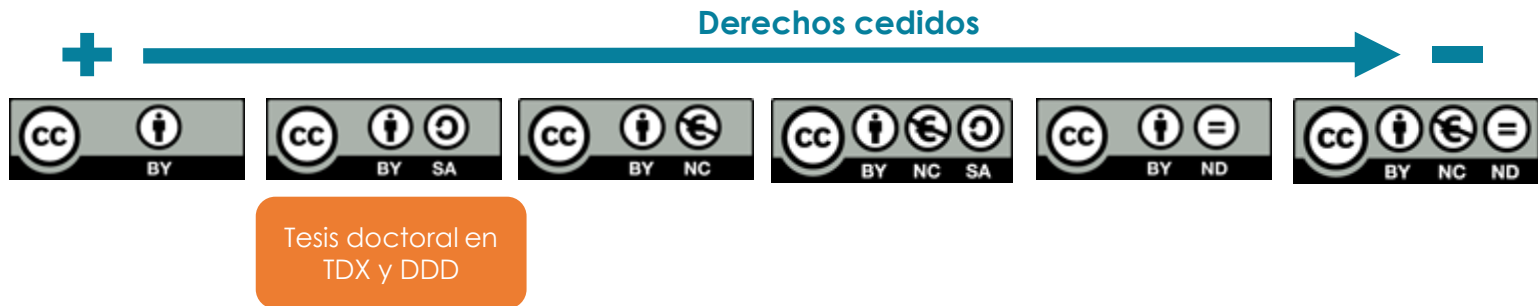 Derechos cedidos
+ -
cc BY
cc BY SA
cc BY NC
cc BY NC SA
cc BY ND
cc BY NC ND
Tesis doctoral en
TDX y DDD